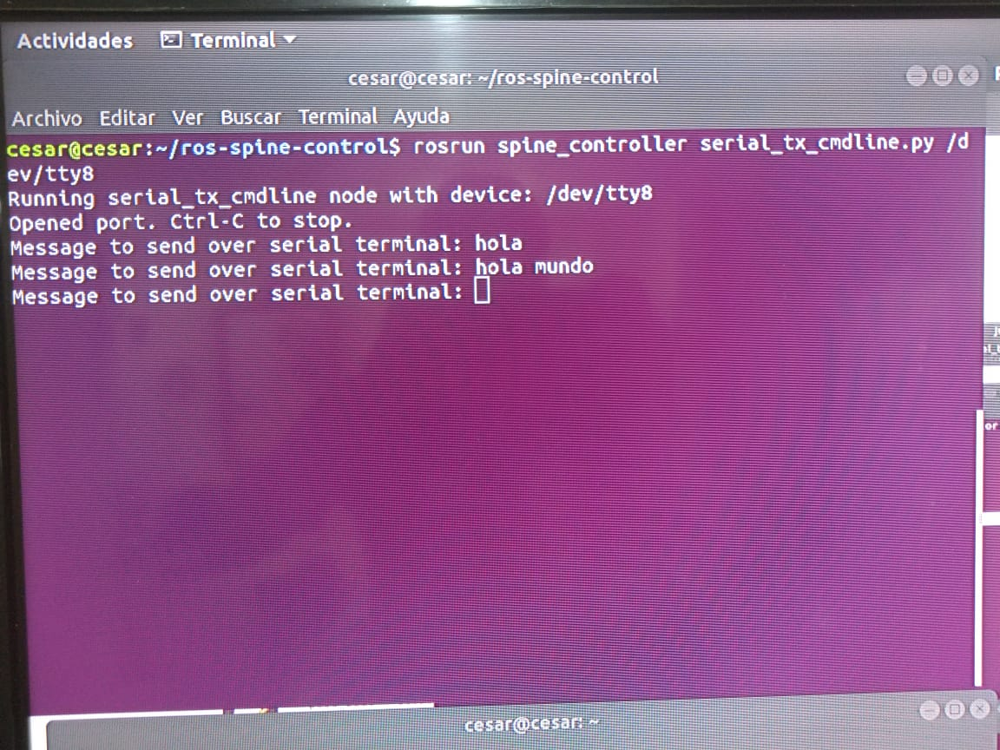 Actividades Terminal
cesar@cesar: ~/ros-spine-control
Archivo Editar Ver Buscar Terminal Ayuda
cesar@cesar:~/ros-spine-control$ rosrun spine_controller serial_tx_cmdline.py /d
ev/tty8
Running serial_tx_cmdline node with device: /dev/tty8
Opened port. Ctrl-C to stop.
Message to send over serial terminal: hola
Message to send over serial terminal: hola mundo
Message to send over serial terminal:
or
cesar@cesar: ~